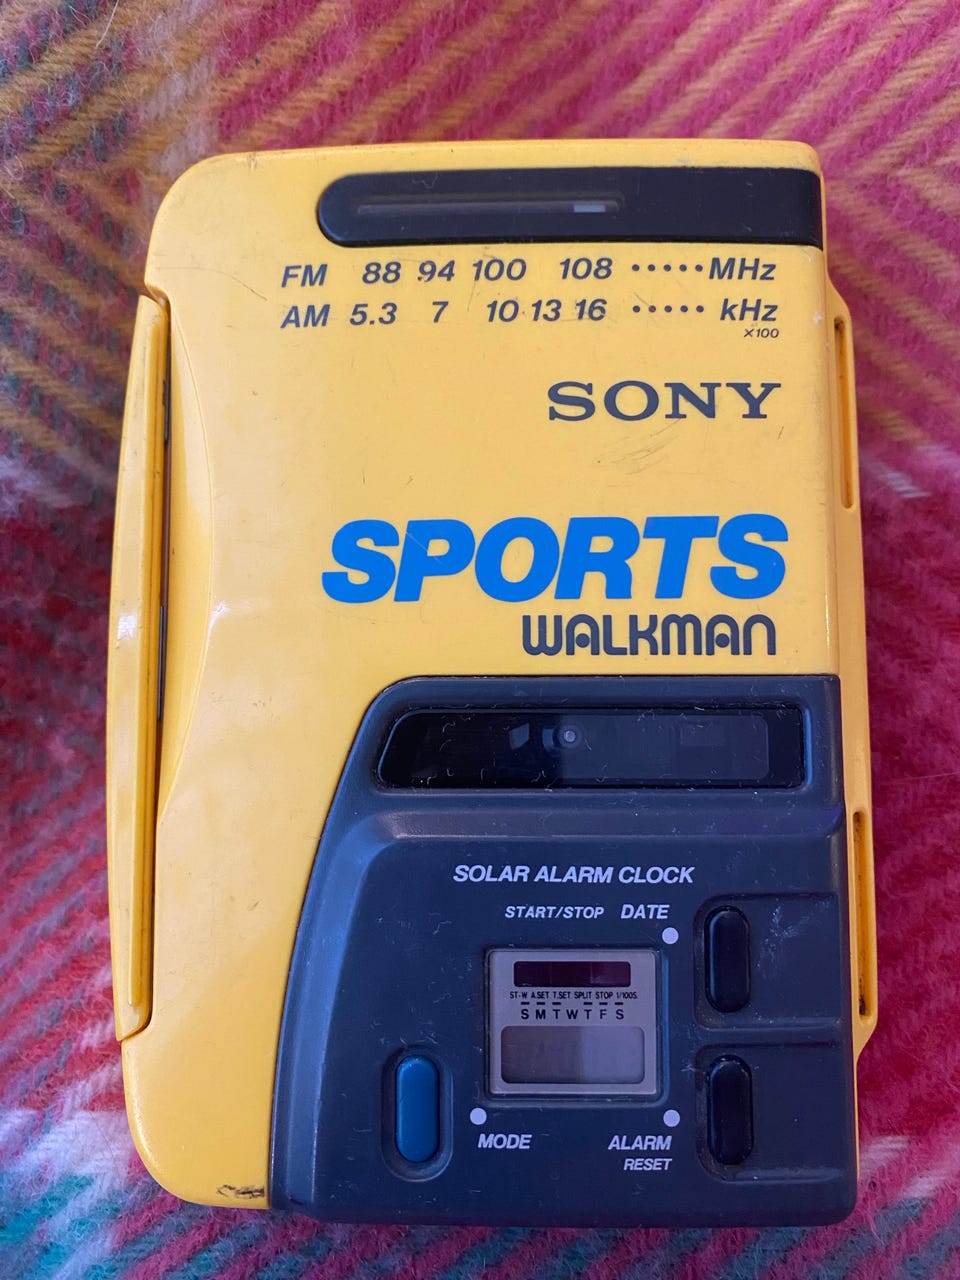 FM 88 94 100 108 ·····MHz
AM 5.3 7 10 13 16 ····· kHz
×100
SONY
SPORTS
WALKMAN
SOLAR ALARM CLOCK
START/STOP DATE
ST-W A.SET T.SET SPLIT STOP 1/100S
S M T W T F S
MODE
ALARM
RESET